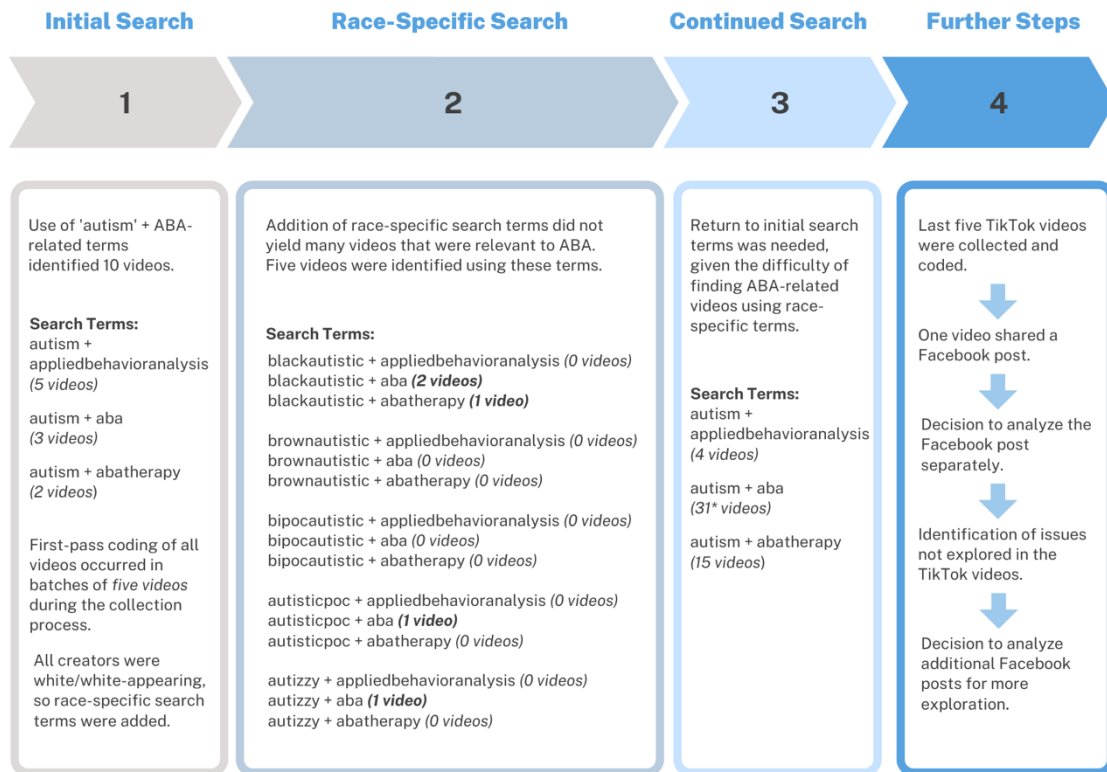 Initial Search
Race-Specific Search
Continued Search
Further Steps
1
2
3
4
Use of 'autism' + ABA-
related terms
identified 10 videos.
Search Terms:
autism +
appliedbehavioranalysis
(5 videos)
autism + aba
(3 videos)
autism + abatherapy
(2 videos)
First-pass coding of all
videos occurred in
batches of five videos
during the collection
process.
All creators were
white/white-appearing,
so race-specific search
terms were added.
Addition of race-specific search terms did not
yield many videos that were relevant to ABA.
Five videos were identified using these terms.
Search Terms:
blackautistic + appliedbehavioranalysis (0 videos)
blackautistic + aba (2 videos)
blackautistic + abatherapy (1 video)
brownautistic + appliedbehavioranalysis (0 videos)
brownautistic + aba (0 videos)
brownautistic + abatherapy (0 videos)
bipocautistic + appliedbehavioranalysis (0 videos)
bipocautistic + aba (0 videos)
bipocautistic + abatherapy (0 videos)
autisticpoc + appliedbehavioranalysis (0 videos)
autisticpoc + aba (1 video)
autisticpoc + abatherapy (0 videos)
autizzy + appliedbehavioranalysis (0 videos)
autizzy + aba (1 video)
autizzy + abatherapy (0 videos)
Return to initial search
terms was needed,
given the difficulty of
finding ABA-related
videos using race-
specific terms.
Search Terms:
autism +
appliedbehavioranalysis
(4 videos)
autism + aba
(31* videos)
autism + abatherapy
(15 videos)
Last five TikTok videos
were collected and
coded.
One video shared a
Facebook post.
Decision to analyze the
Facebook post
separately.
Identification of issues
not explored in the
TikTok videos.
Decision to analyze
additional Facebook
posts for more
exploration.